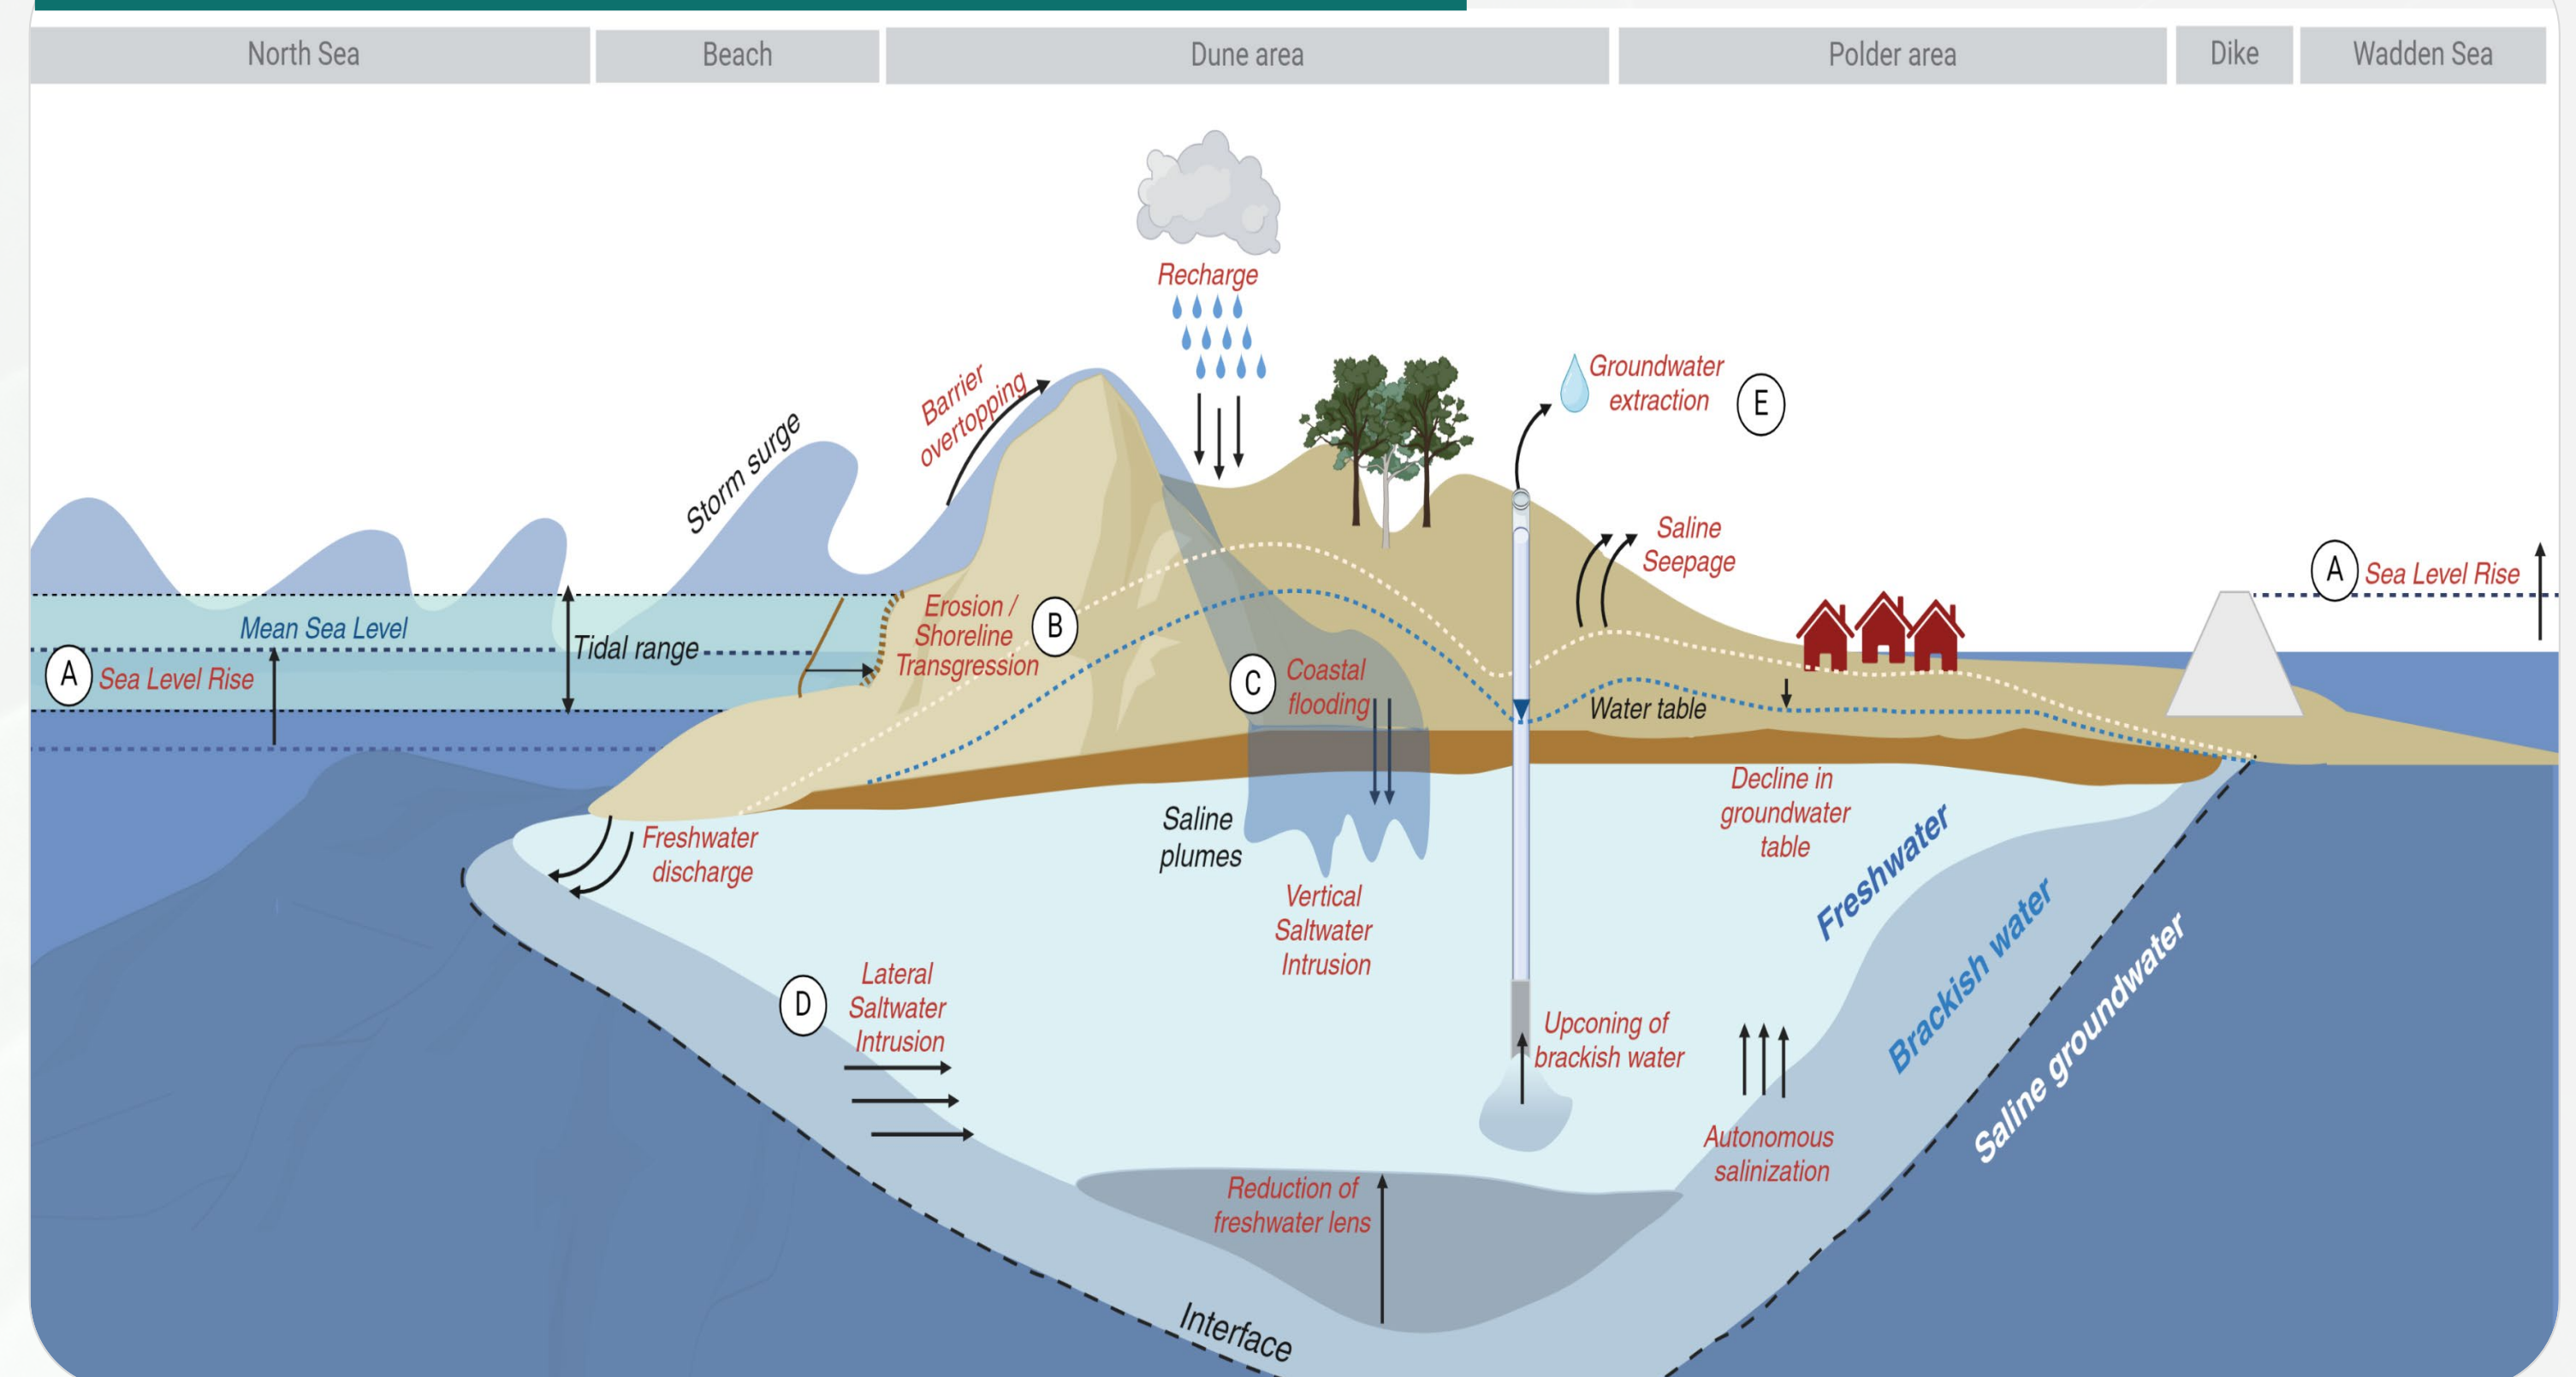 North Sea
Beach
Dune area
Polder area
Dike
Wadden Sea
Recharge
Barrier
overtopping
Storm surge
Groundwater
extraction
E
Saline
Seepage
A
Sea Level Rise
Mean Sea Level
Tidal range
A
Sea Level Rise
Erosion /
Shoreline
Transgression
B
C
Coastal
flooding
Water table
Freshwater
discharge
Saline
plumes
Vertical
Saltwater
Intrusion
Decline in
groundwater
table
Freshwater
Brackish water
Saline groundwater
D
Lateral
Saltwater
Intrusion
Upconing of
brackish water
Autonomous
salinization
Reduction of
freshwater lens
Interface